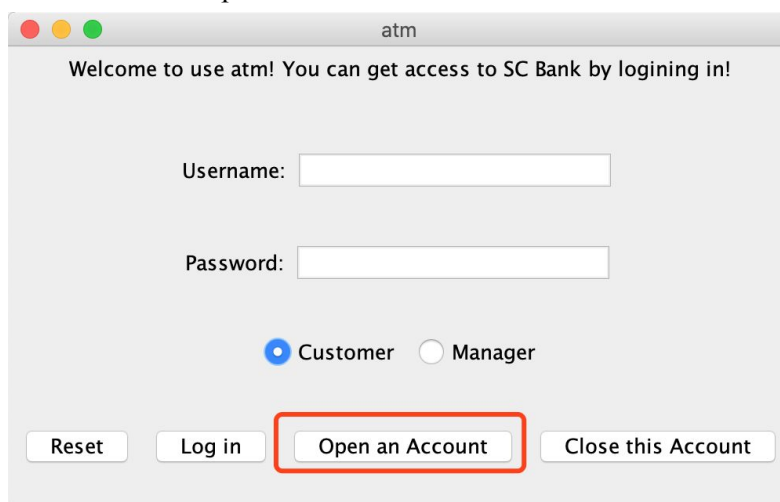 atm
Welcome to use atm! You can get access to SC Bank by logining in!
Username:
Password:
Customer Manager
Reset Log in Open an Account Close this Account